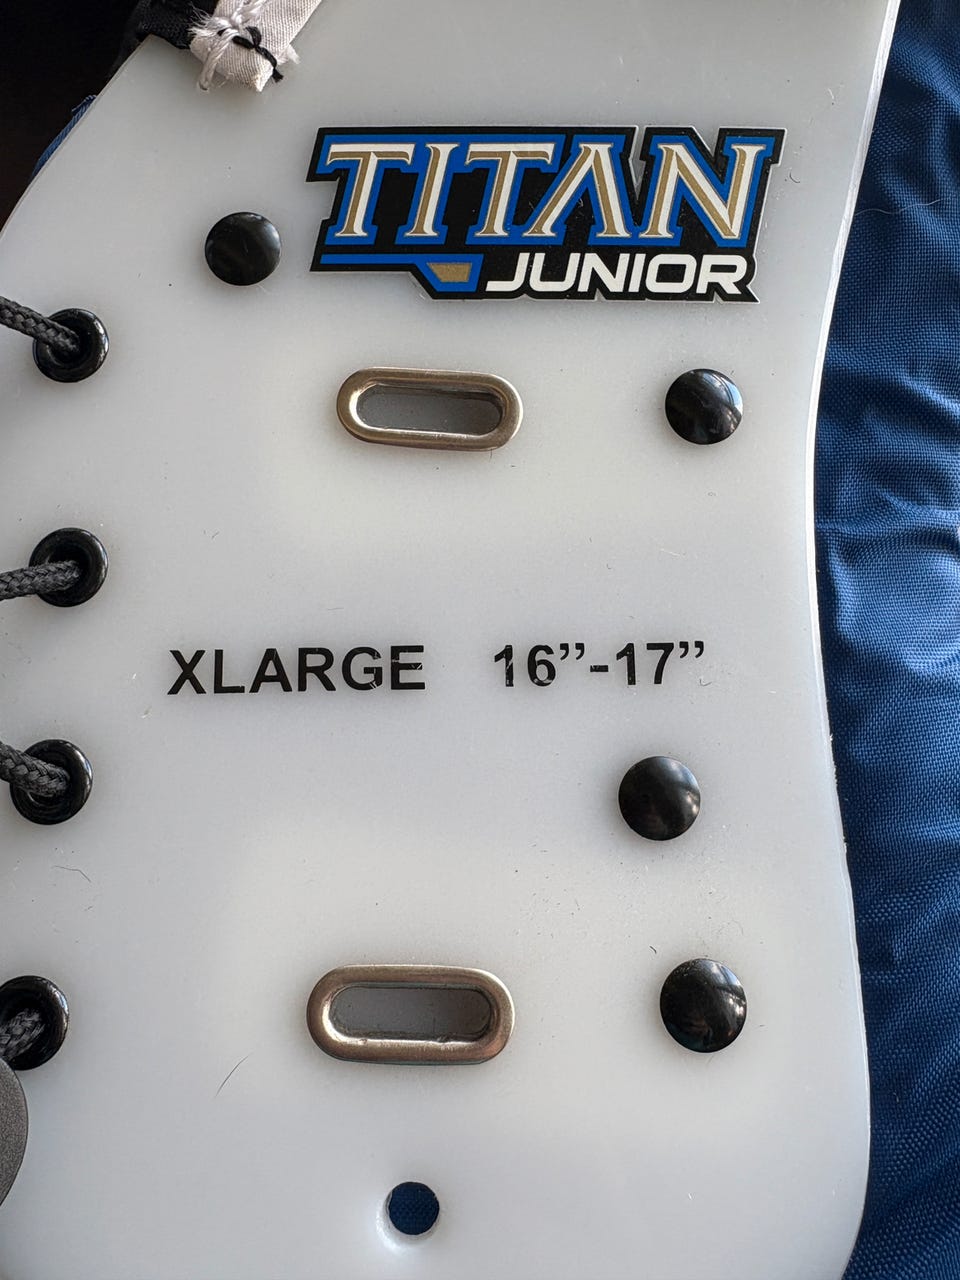 TITAN
JUNIOR
XLARGE 16”-17”